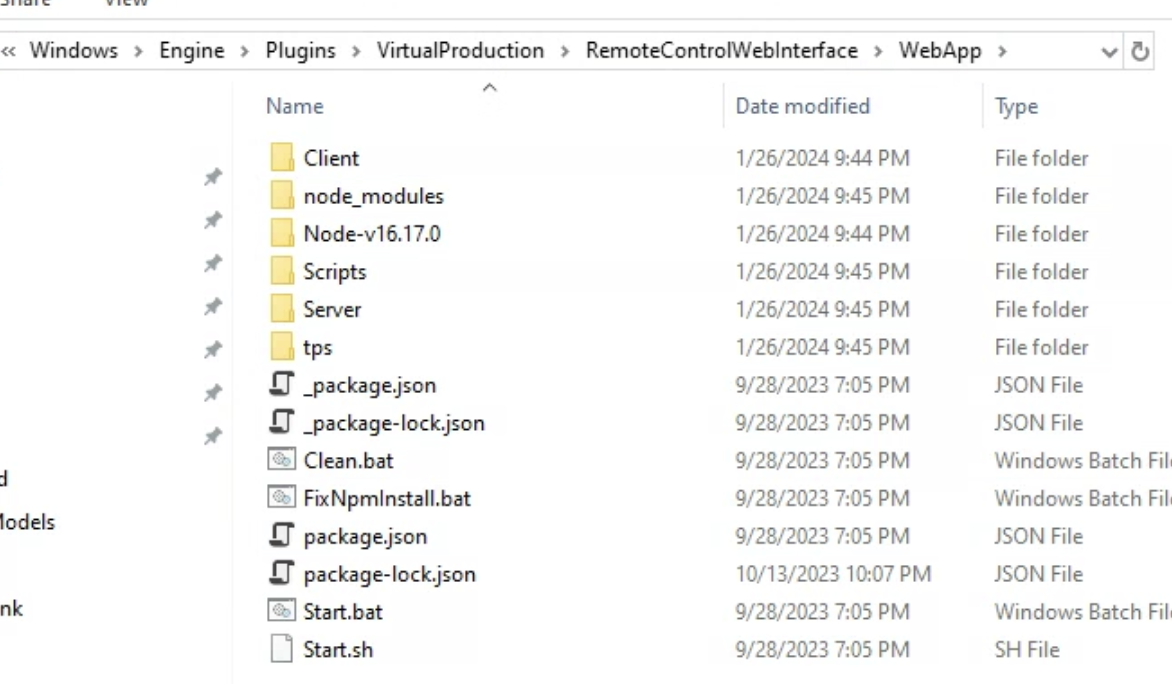 Share View
« Windows > Engine > Plugins > VirtualProduction > RemoteControlWebInterface > WebApp >
Name Date modified Type
Client 1/26/2024 9:44 PM File folder
node_modules 1/26/2024 9:45 PM File folder
Node-v16.17.0 1/26/2024 9:44 PM File folder
Scripts 1/26/2024 9:45 PM File folder
Server 1/26/2024 9:45 PM File folder
tps 1/26/2024 9:45 PM File folder
_package.json 9/28/2023 7:05 PM JSON File
_package-lock.json 9/28/2023 7:05 PM JSON File
d Clean.bat 9/28/2023 7:05 PM Windows Batch File
FixNpmInstall.bat 9/28/2023 7:05 PM Windows Batch File
Models
package.json 9/28/2023 7:05 PM JSON File
package-lock.json 10/13/2023 10:07 PM JSON File
nk Start.bat 9/28/2023 7:05 PM Windows Batch File
Start.sh 9/28/2023 7:05 PM SH File